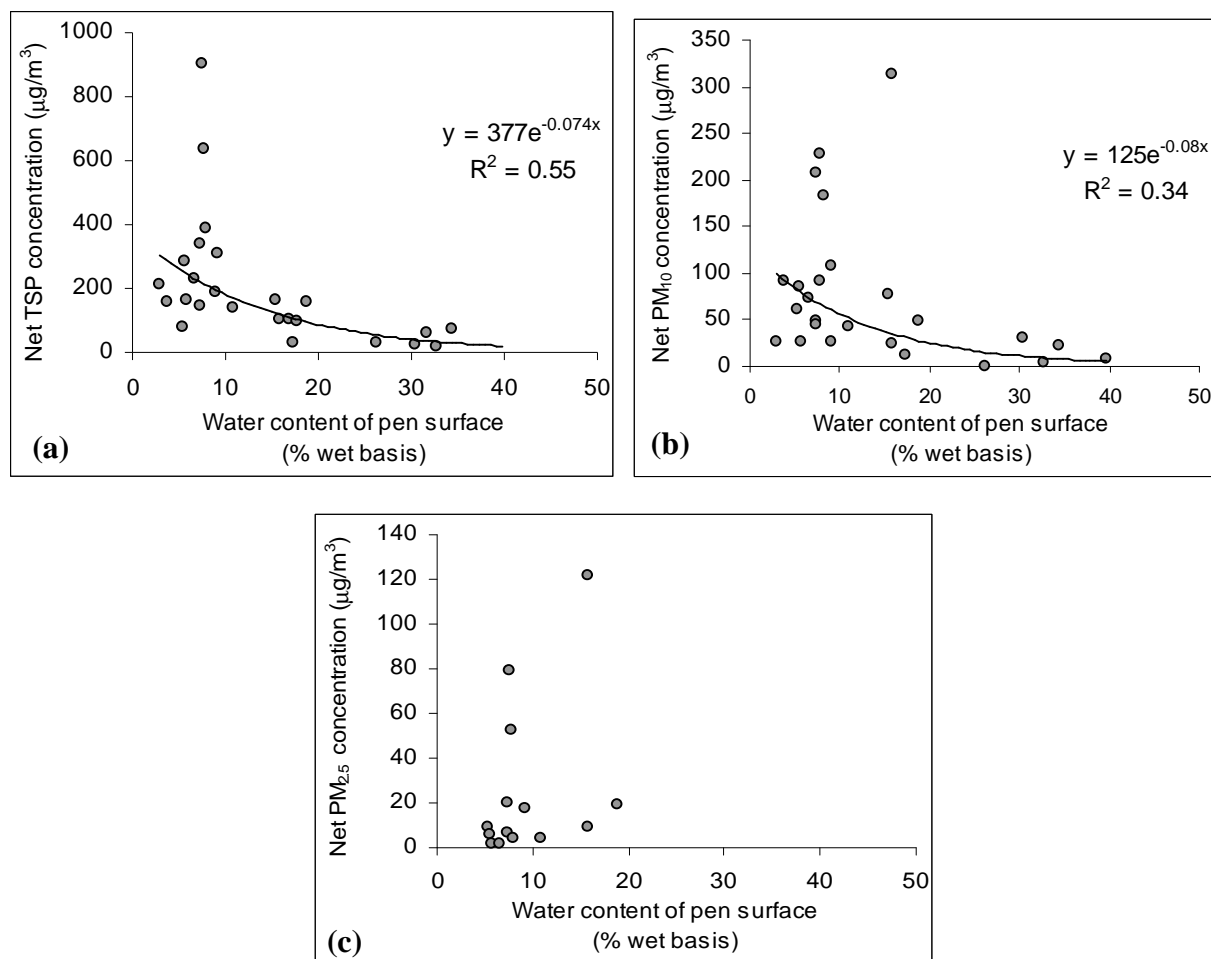 Net TSP concentration (μg/m³)
1000
800
600
400
200
0
y = 377e^-0.074x
R² = 0.55
0 10 20 30 40 50
Water content of pen surface
(% wet basis)
(a)
Net PM₁₀ concentration (μg/m³)
350
300
250
200
150
100
50
0
y = 125e^-0.08x
R² = 0.34
0 10 20 30 40 50
Water content of pen surface
(% wet basis)
(b)
Net PM₂.₅ concentration (μg/m³)
140
120
100
80
60
40
20
0
0 10 20 30 40 50
Water content of pen surface
(% wet basis)
(c)